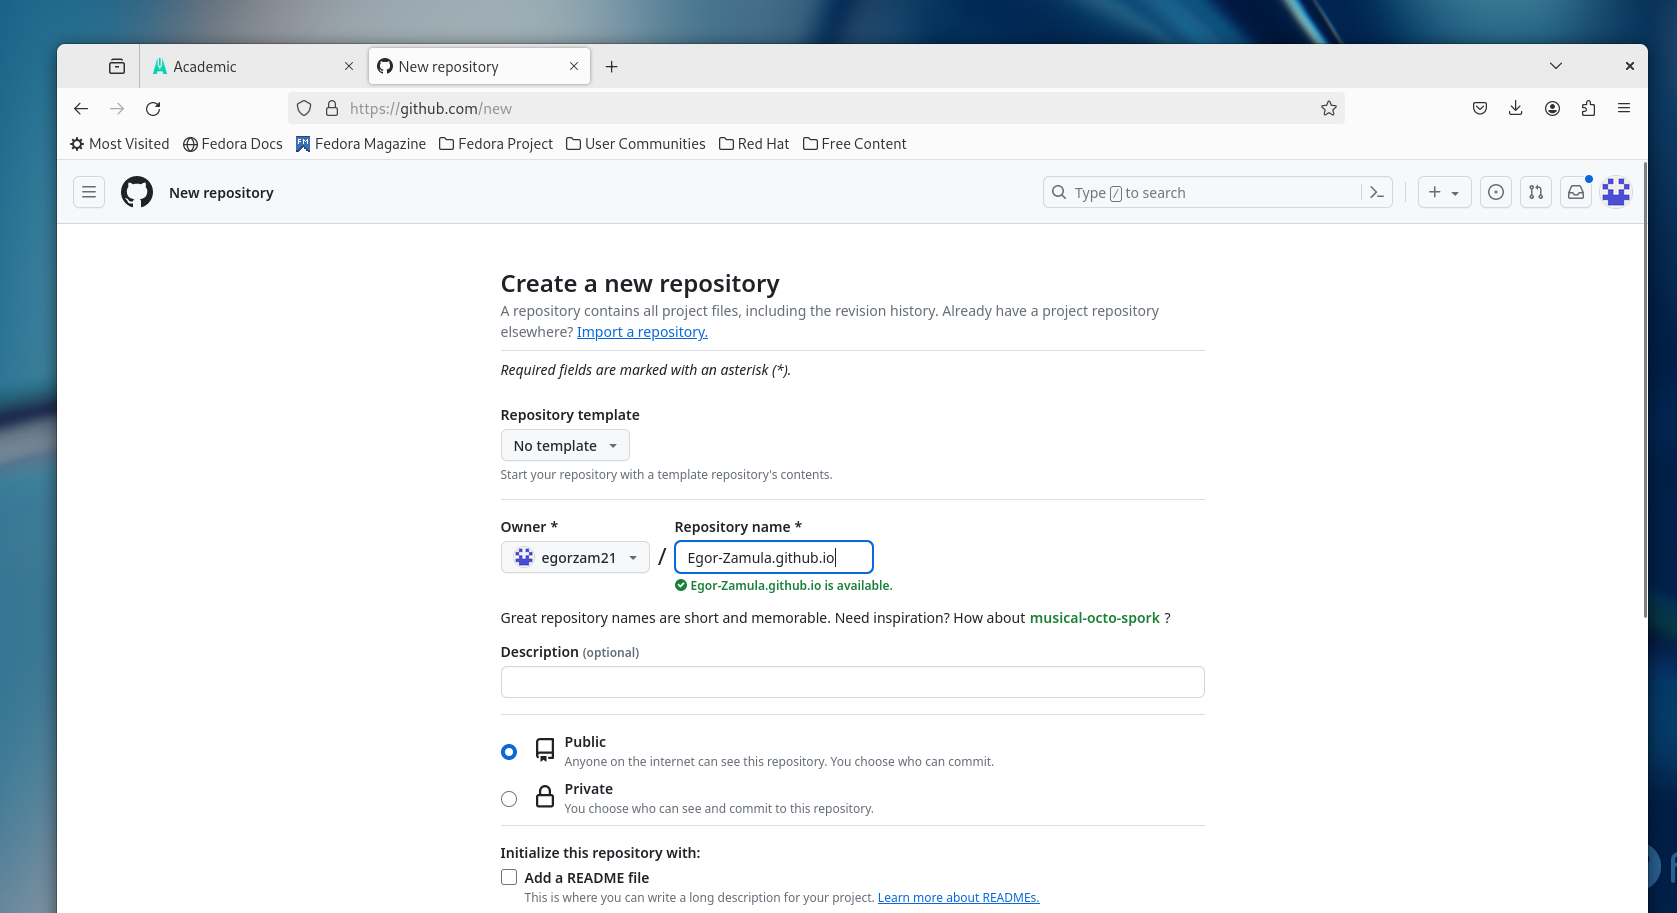 Academic
New repository
https://github.com/new
Most Visited
Fedora Docs
Fedora Magazine
Fedora Project
User Communities
Red Hat
Free Content
New repository
Type / to search
Create a new repository
A repository contains all project files, including the revision history. Already have a project repository
elsewhere? Import a repository.
Required fields are marked with an asterisk (*).
Repository template
No template
Start your repository with a template repository's contents.
Owner *
Repository name *
egorzam21
/
Egor-Zamula.github.io
Egor-Zamula.github.io is available.
Great repository names are short and memorable. Need inspiration? How about musical-octo-spork ?
Description (optional)
Public
Anyone on the internet can see this repository. You choose who can commit.
Private
You choose who can see and commit to this repository.
Initialize this repository with:
Add a README file
This is where you can write a long description for your project. Learn more about READMEs.